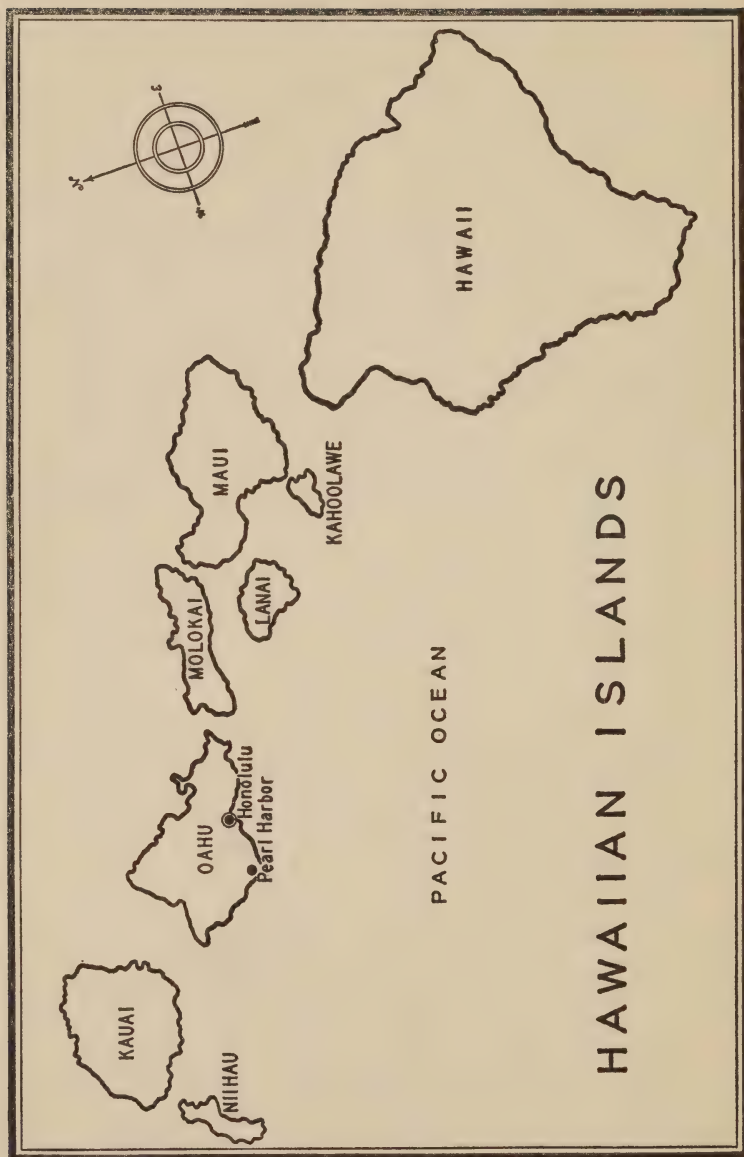 N.
E
W
KAUAI
NIIHAU
OAHU
Honolulu
Pearl Harbor
MOLOKAI
LANAI
MAUI
KAHOOLAWE
HAWAII
PACIFIC OCEAN
HAWAIIAN ISLANDS